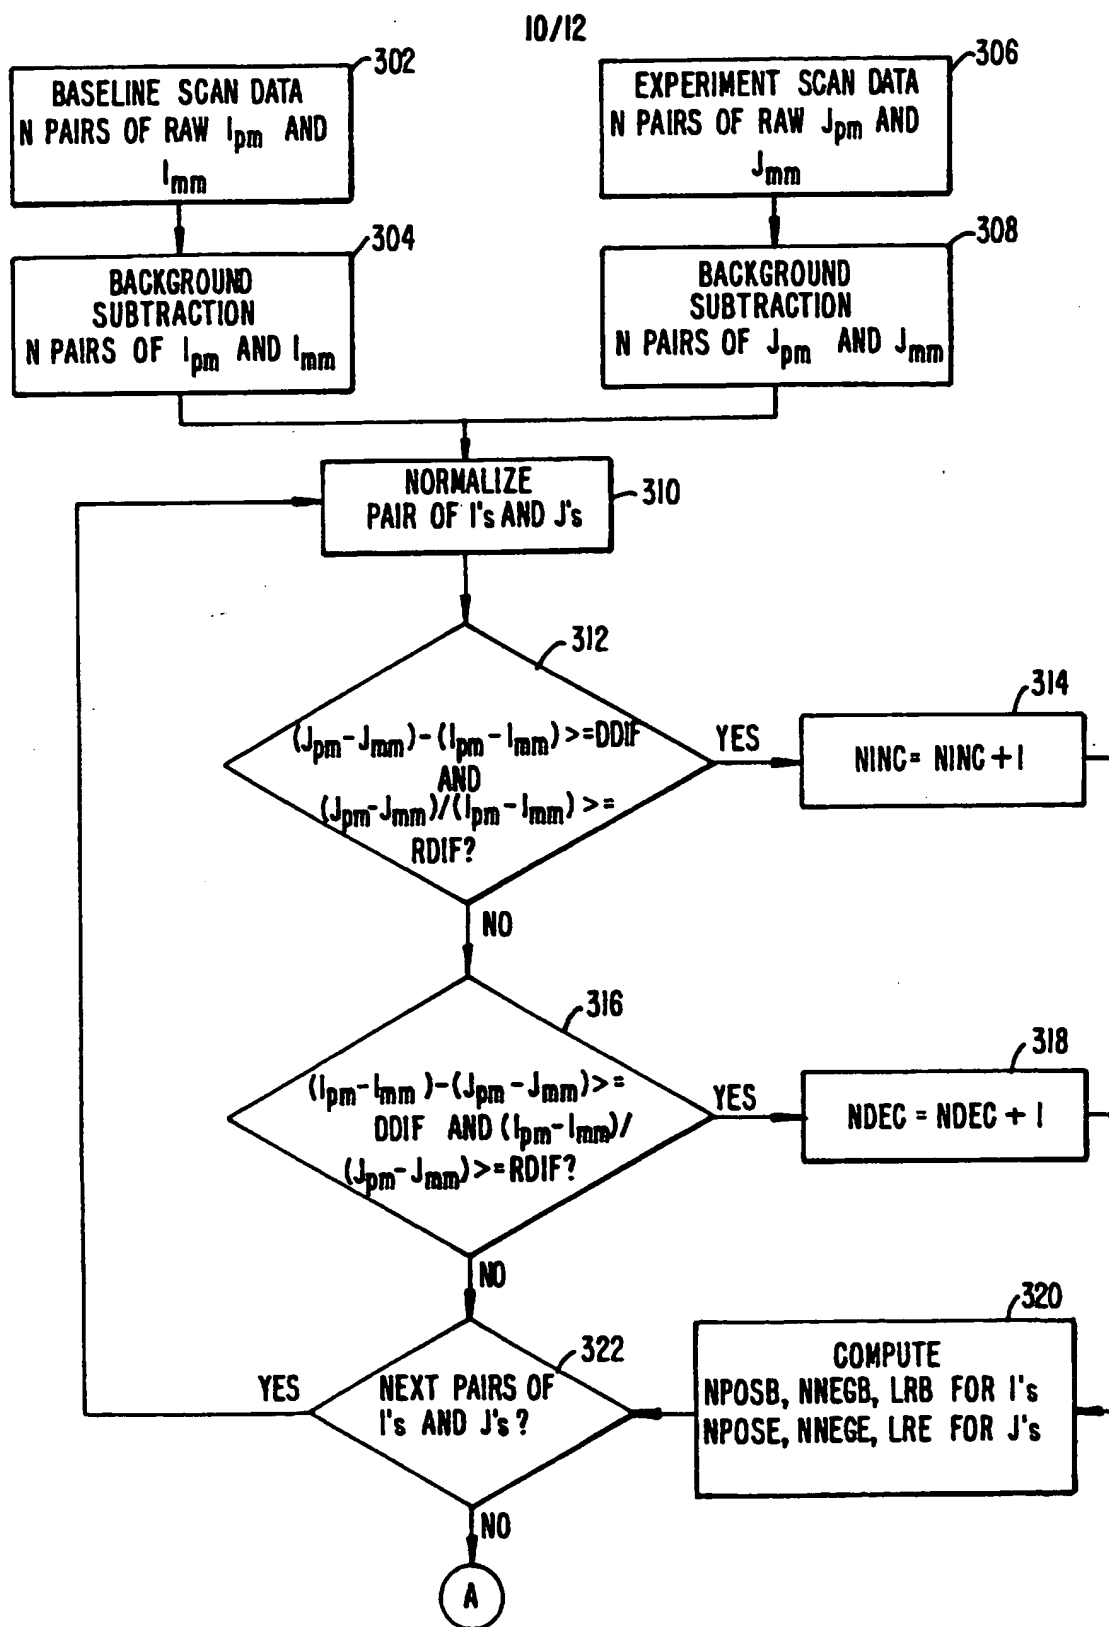 10/12
302
BASELINE SCAN DATA
N PAIRS OF RAW Ipm AND
Imm
306
EXPERIMENT SCAN DATA
N PAIRS OF RAW Jpm AND
Jmm
304
BACKGROUND
SUBTRACTION
N PAIRS OF Ipm AND Imm
308
BACKGROUND
SUBTRACTION
N PAIRS OF Jpm AND Jmm
NORMALIZE
PAIR OF I's AND J's
310
312
(Jpm-Jmm)-(Ipm-Imm) >=DDIF
AND
(Jpm-Jmm)/(Ipm-Imm) >=
RDIF?
YES
314
NINC= NINC +1
NO
316
(Ipm-Imm)-(Jpm-Jmm)>=
DDIF AND (Ipm-Imm)/
(Jpm-Jmm)>=RDIF?
YES
318
NDEC = NDEC + 1
NO
322
NEXT PAIRS OF
I's AND J's?
YES
320
COMPUTE
NPOSB, NNEGB, LRB FOR I's
NPOSE, NNEGE, LRE FOR J's
NO
A